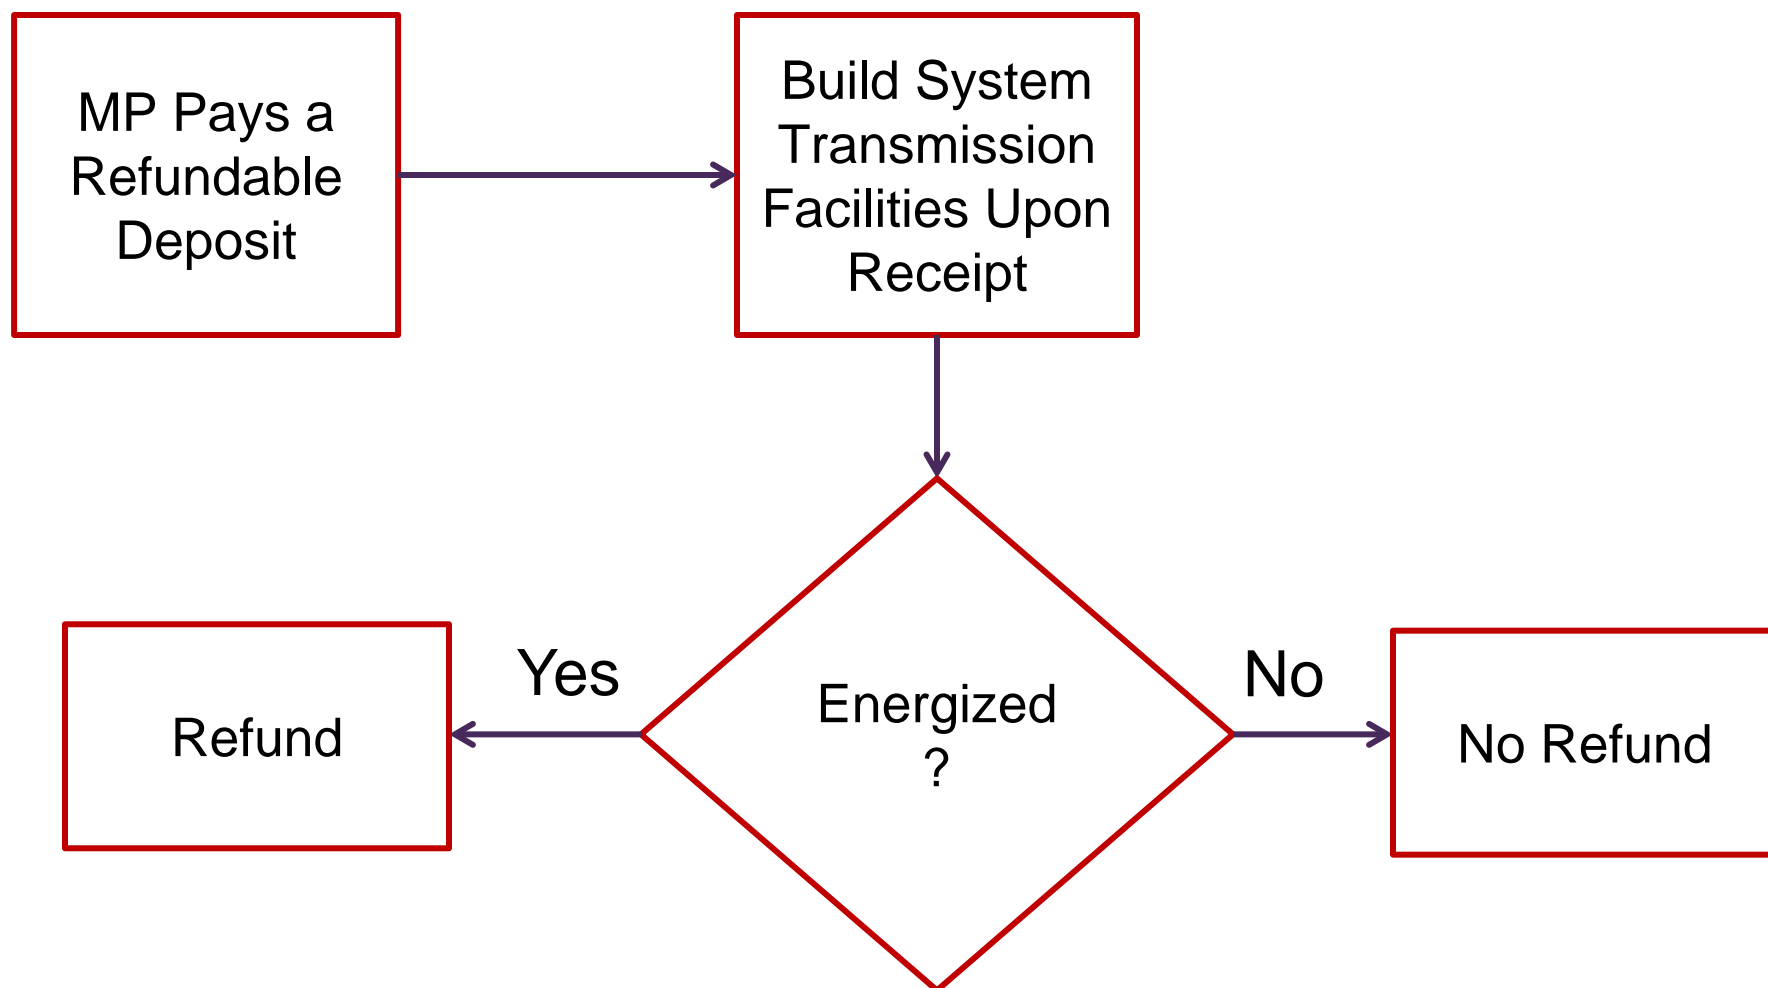 MP Pays a
Refundable
Deposit
Build System
Transmission
Facilities Upon
Receipt
Yes
No
Energized
?
Refund
No Refund